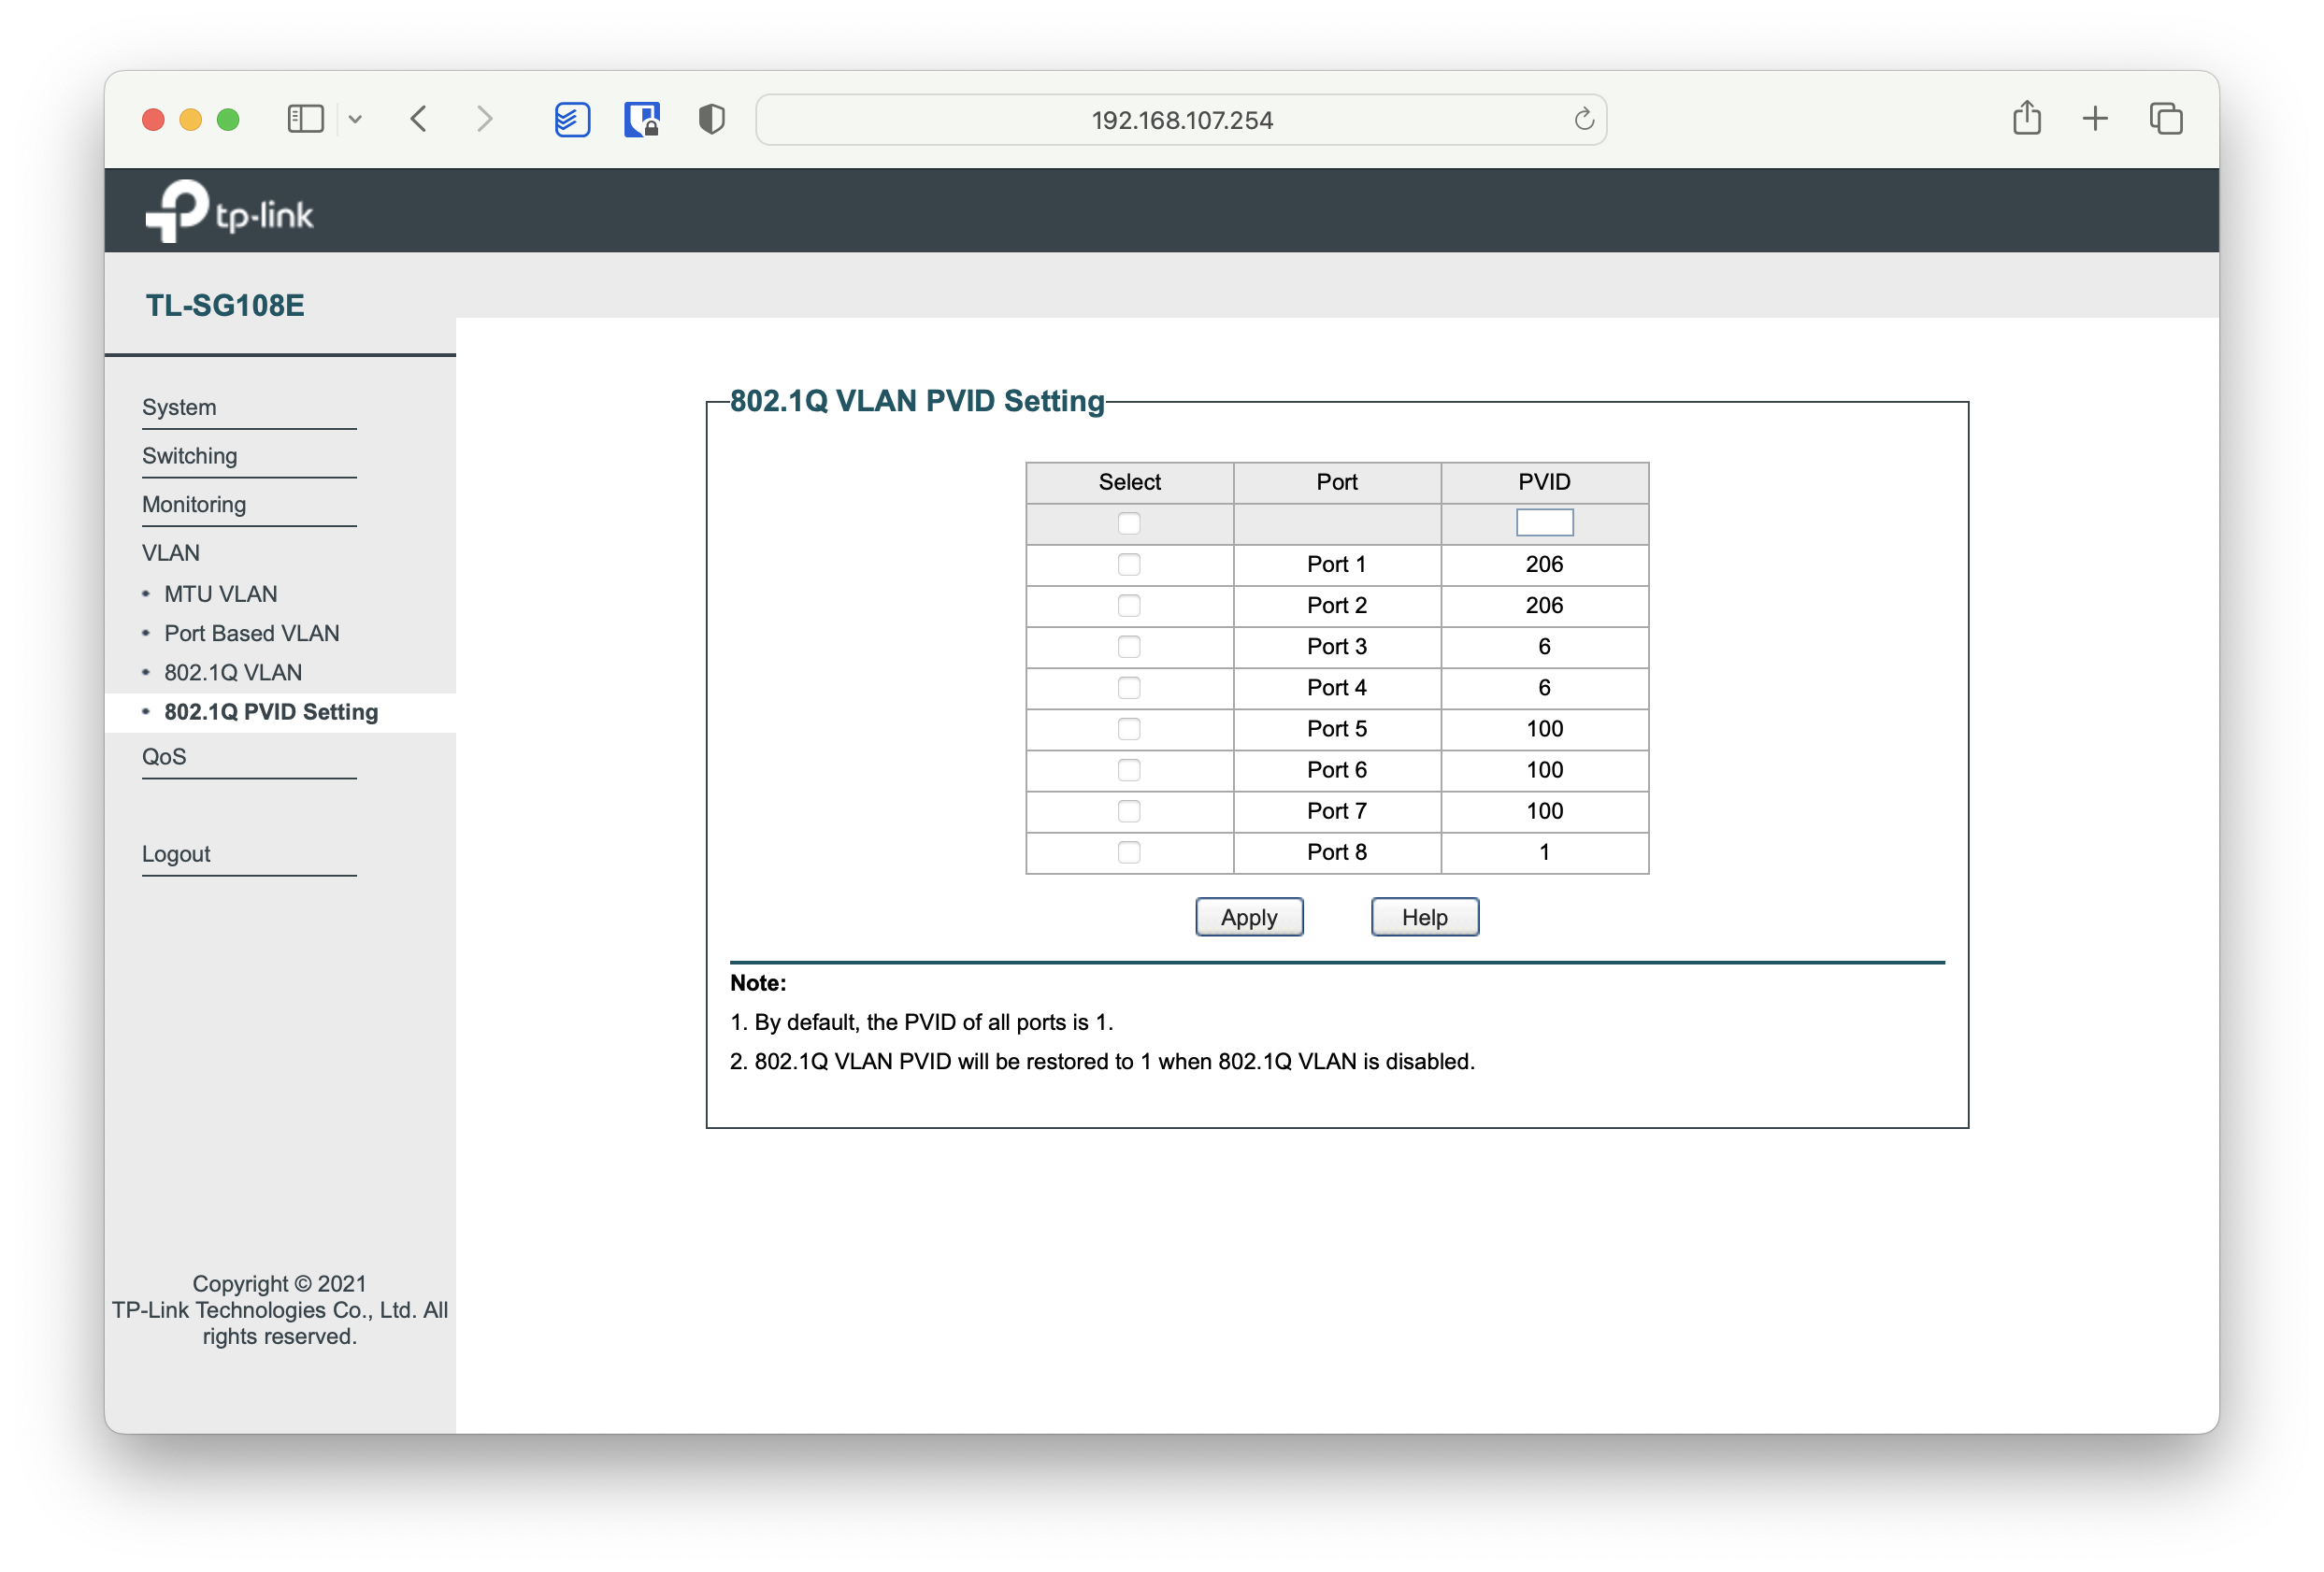 192.168.107.254
tp-link
TL-SG108E
System
Switching
Monitoring
VLAN
• MTU VLAN
• Port Based VLAN
• 802.1Q VLAN
• 802.1Q PVID Setting
QoS
Logout
Copyright © 2021
TP-Link Technologies Co., Ltd. All
rights reserved.
802.1Q VLAN PVID Setting
Select Port PVID
Port 1 206
Port 2 206
Port 3 6
Port 4 6
Port 5 100
Port 6 100
Port 7 100
Port 8 1
Apply Help
Note:
1. By default, the PVID of all ports is 1.
2. 802.1Q VLAN PVID will be restored to 1 when 802.1Q VLAN is disabled.